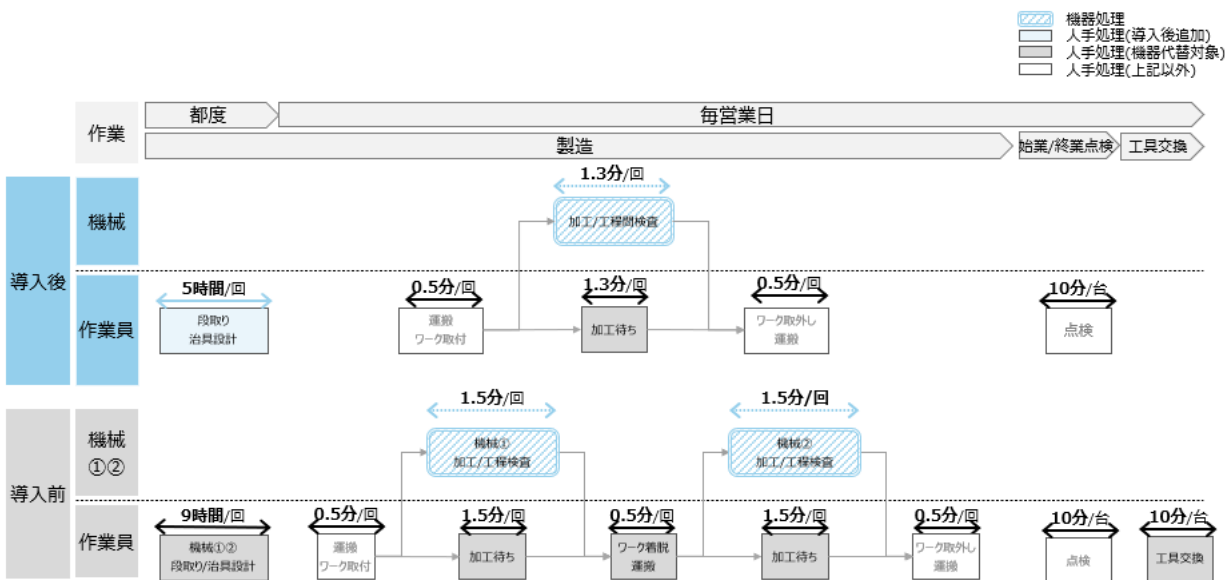 機器処理
人手処理(導入後追加)
人手処理(機器代替対象)
人手処理(上記以外)
作業
都度
毎営業日
製造
始業/終業点検
工具交換
導入後
機械
1.3分/回
加工/工程間検査
作業員
5時間/回
段取り
治具設計
0.5分/回
運搬
ワーク取付
1.3分/回
加工待ち
0.5分/回
ワーク取外し
運搬
10分/台
点検
導入前
機械
①②
1.5分/回
機械①
加工/工程検査
1.5分/回
機械②
加工/工程検査
作業員
9時間/回
機械①②
段取り/治具設計
0.5分/回
運搬
ワーク取付
1.5分/回
加工待ち
0.5分/回
ワーク着脱
運搬
1.5分/回
加工待ち
0.5分/回
ワーク取外し
運搬
10分/台
点検
10分/台
工具交換